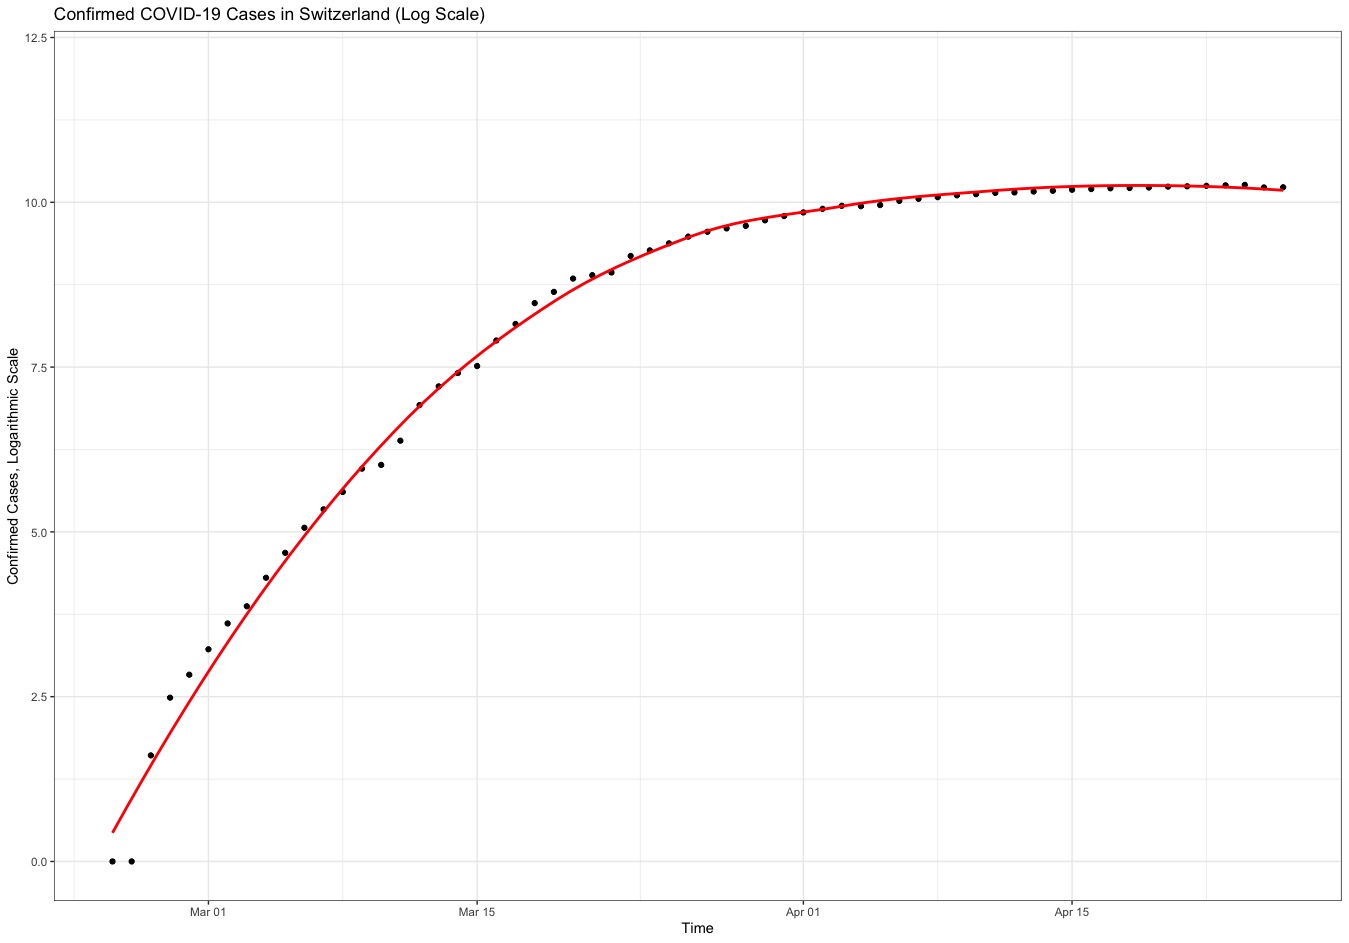 Confirmed COVID-19 Cases in Switzerland (Log Scale)
12.5
10.0
7.5
5.0
2.5
0.0
Confirmed Cases, Logarithmic Scale
Mar 01
Mar 15
Apr 01
Apr 15
Time